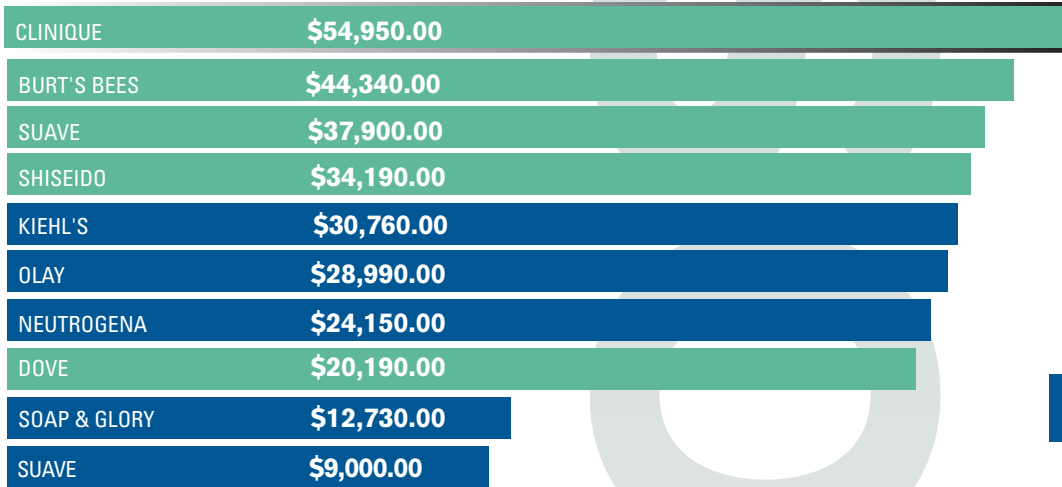 CLINIQUE $54,950.00
BURT'S BEES $44,340.00
SUAVE $37,900.00
SHISEIDO $34,190.00
KIEHL'S $30,760.00
OLAY $28,990.00
NEUTROGENA $24,150.00
DOVE $20,190.00
SOAP & GLORY $12,730.00
SUAVE $9,000.00